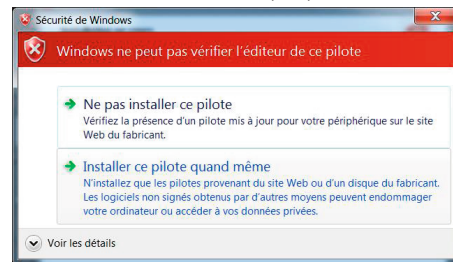 Sécurité de Windows
Windows ne peut pas vérifier l'éditeur de ce pilote
Ne pas installer ce pilote
Vérifiez la présence d'un pilote mis à jour pour votre périphérique sur le site
Web du fabricant.
Installer ce pilote quand même
N'installez que les pilotes provenant du site Web ou d'un disque du fabricant.
Les logiciels non signés obtenus par d'autres moyens peuvent endommager
votre ordinateur ou accéder à vos données privées.
Voir les détails